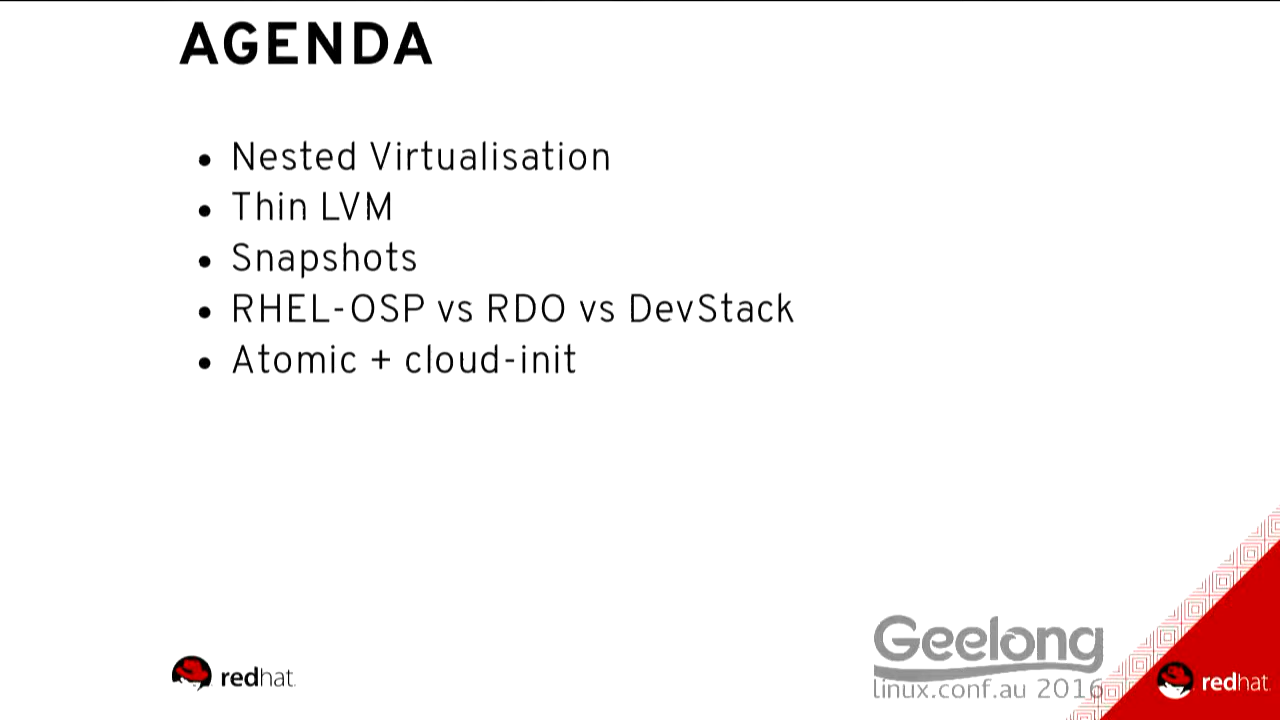 AGENDA
Nested Virtualisation
Thin LVM
Snapshots
RHEL-OSP vs RDO vs DevStack
Atomic + cloud-init
redhat.
Geelong
linux.conf.au 2016
redhat.